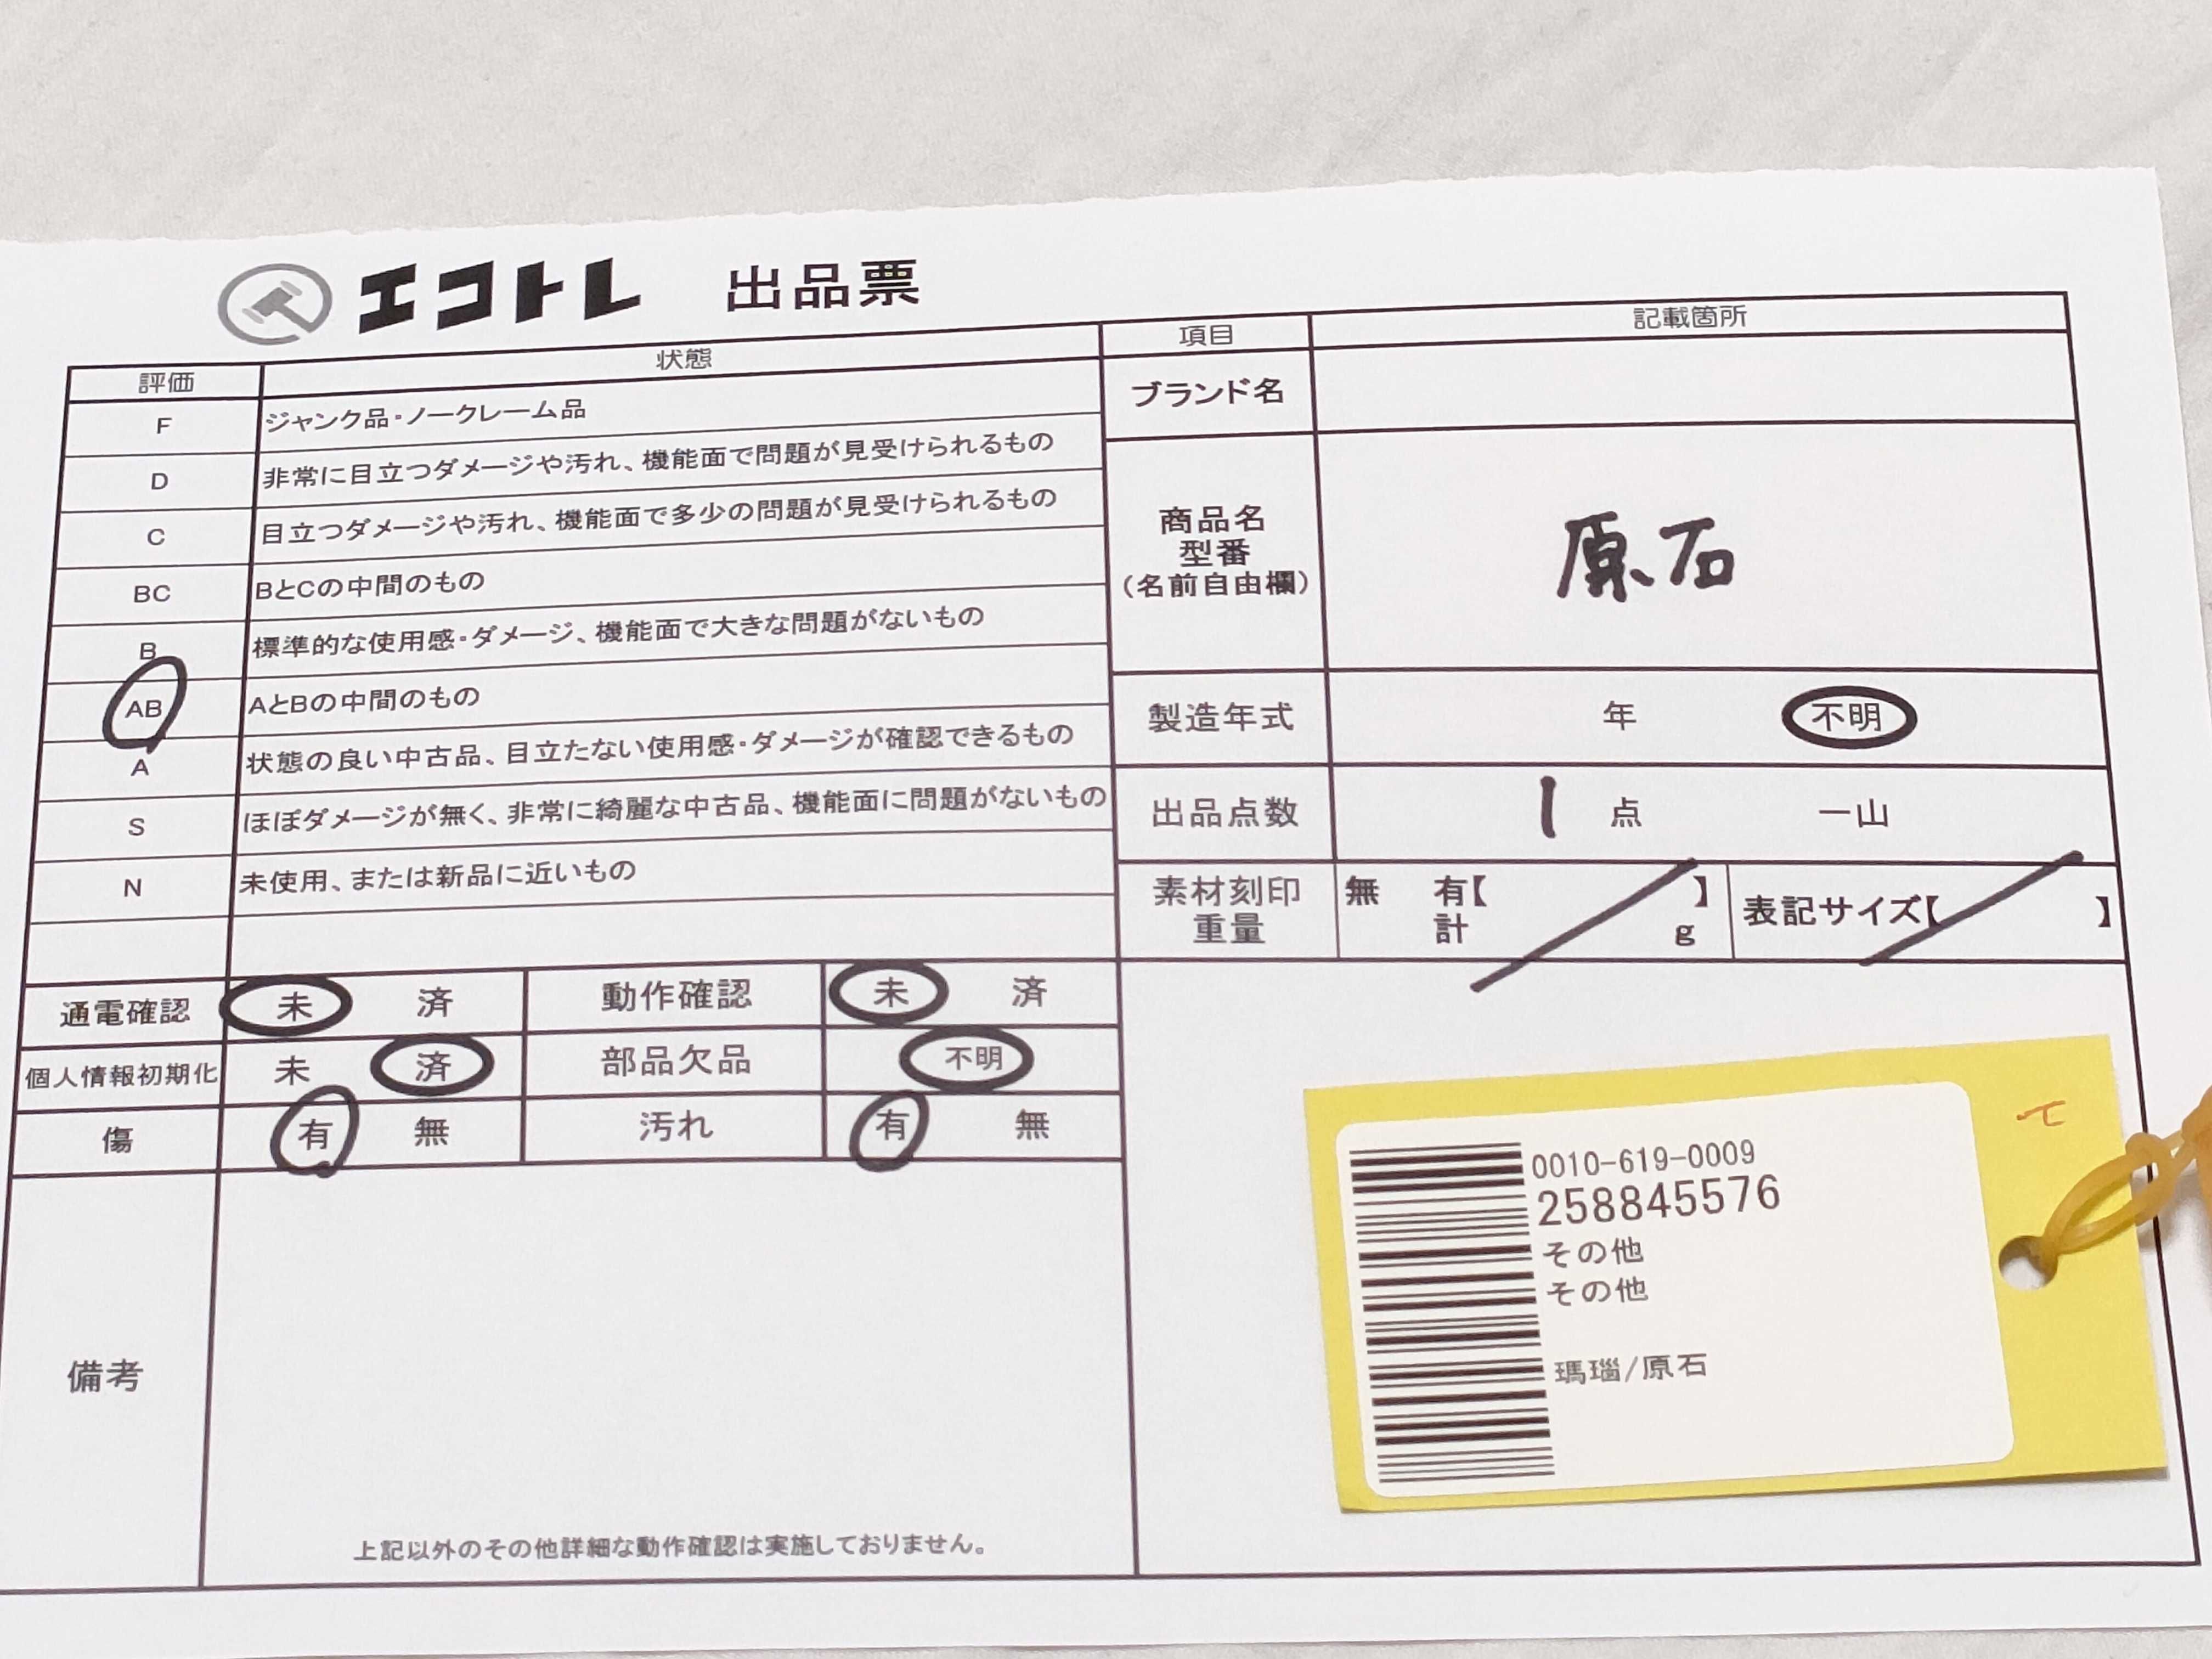 エコトレ 出品票
評価 状態
F ジャンク品・ノークレーム品
D 非常に目立つダメージや汚れ、機能面で問題が見受けられるもの
C 目立つダメージや汚れ、機能面で多少の問題が見受けられるもの
BC BとCの中間のもの
B 標準的な使用感・ダメージ、機能面で大きな問題がないもの
AB AとBの中間のもの
A 状態の良い中古品、目立たない使用感・ダメージが確認できるもの
S ほぼダメージが無く、非常に綺麗な中古品、機能面に問題がないもの
N 未使用、または新品に近いもの
通電確認 未 済 動作確認 未 済
個人情報初期化 未 済 部品欠品 不明
傷 有 無 汚れ 有 無
備考
上記以外のその他詳細な動作確認は実施しておりません。
項目 記載箇所
ブランド名
商品名
型番
(名前自由欄)
原石
製造年式 年 不明
出品点数 1 点 一山
素材刻印 無 有【 】
重量 計 g
表記サイズ【 】
0010-619-0009
258845576
その他
その他
瑪瑙/原石